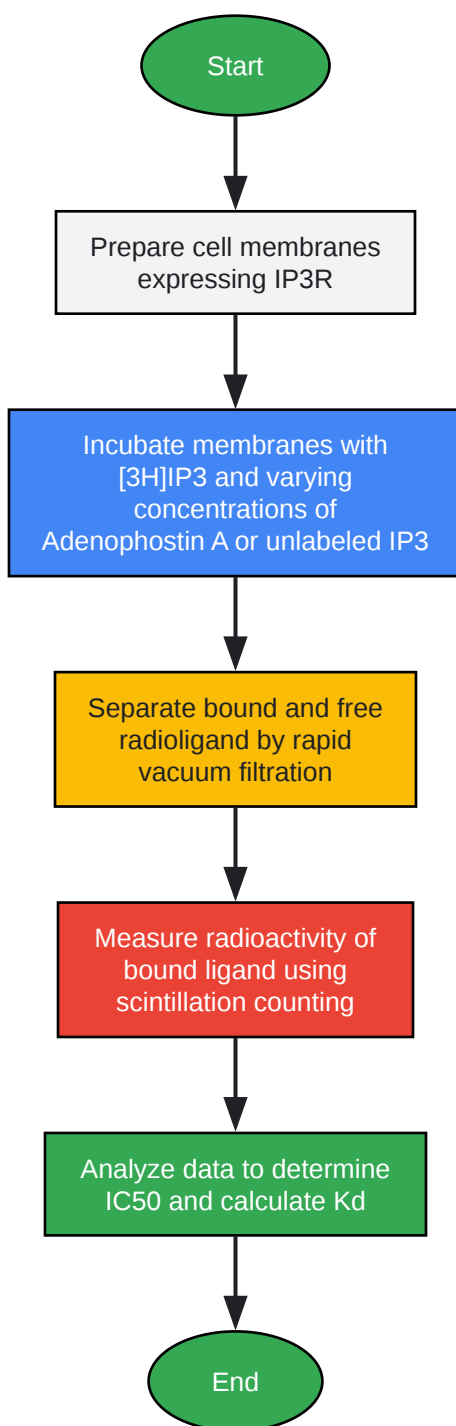 Start
Prepare cell membranes
expressing IP3R
Incubate membranes with
[3H]IP3 and varying
concentrations of
Adenophostin A or unlabeled IP3
Separate bound and free
radioligand by rapid
vacuum filtration
Measure radioactivity of
bound ligand using
scintillation counting
Analyze data to determine
IC50 and calculate Kd
End